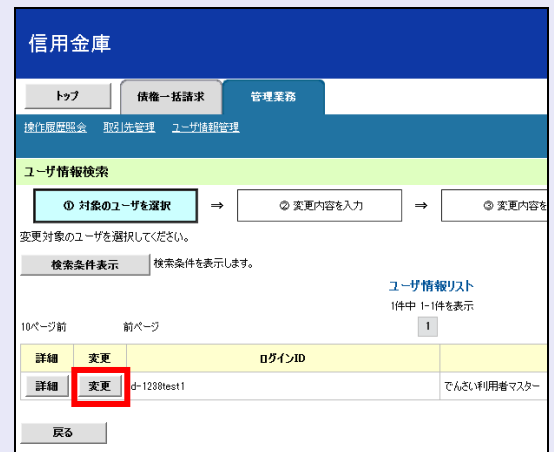 信用金庫
トップ 債権一括請求 管理業務
操作履歴照会 取引先管理 ユーザ情報管理
ユーザ情報検索
① 対象のユーザを選択 ⇒ ② 変更内容を入力 ⇒ ③ 変更内容を
変更対象のユーザを選択してください。
検索条件表示 検索条件を表示します。
ユーザ情報リスト
1件中 1-1件を表示
10ページ前 前ページ 1
詳細 変更 ログインID
詳細 変更 d-1238test1 でんさい利用者マスター
戻る